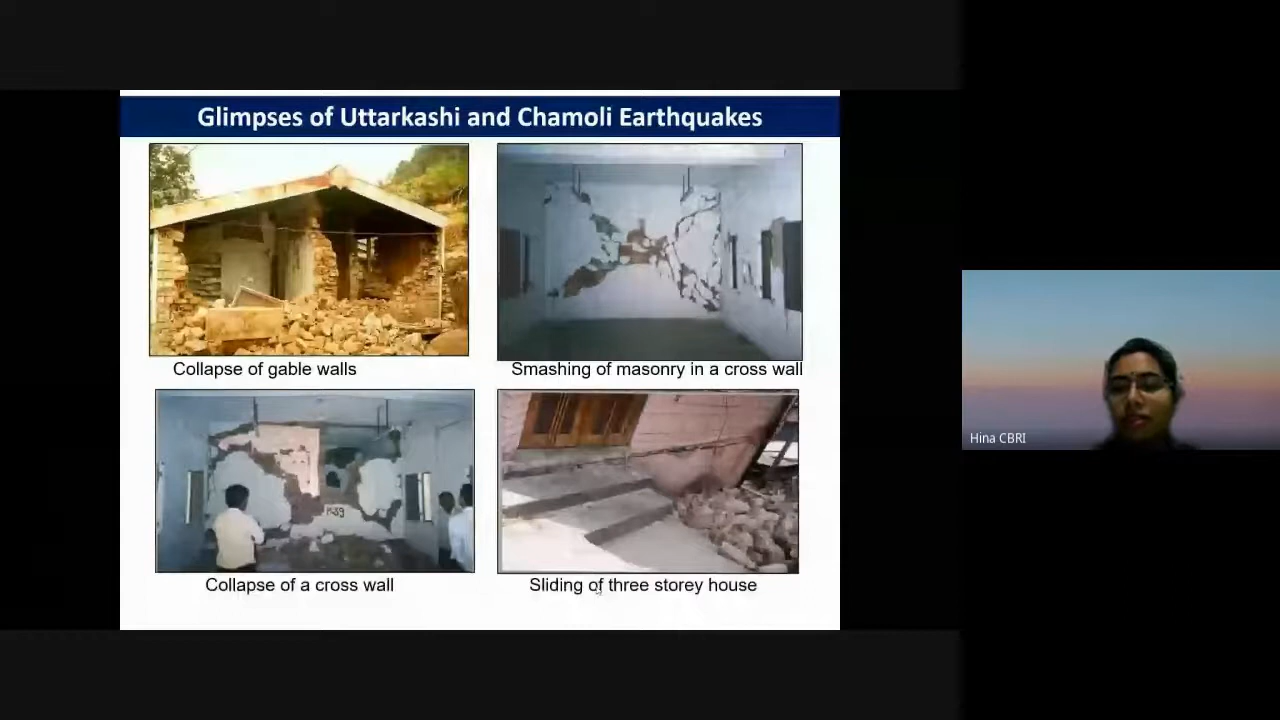 Glimpses of Uttarkashi and Chamoli Earthquakes
Collapse of gable walls
Smashing of masonry in a cross wall
Collapse of a cross wall
Sliding of three storey house
Hina CBRI